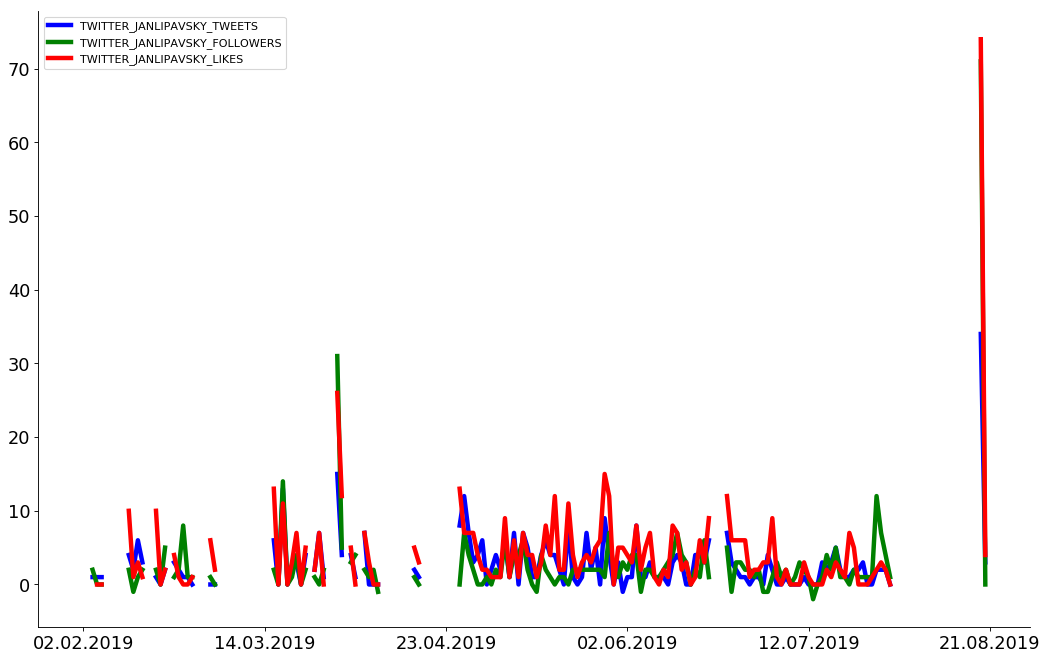 TWITTER_JANLIPAVSKY_TWEETS
TWITTER_JANLIPAVSKY_FOLLOWERS
TWITTER_JANLIPAVSKY_LIKES
70
60
50
40
30
20
10
0
02.02.2019 14.03.2019 23.04.2019 02.06.2019 12.07.2019 21.08.2019